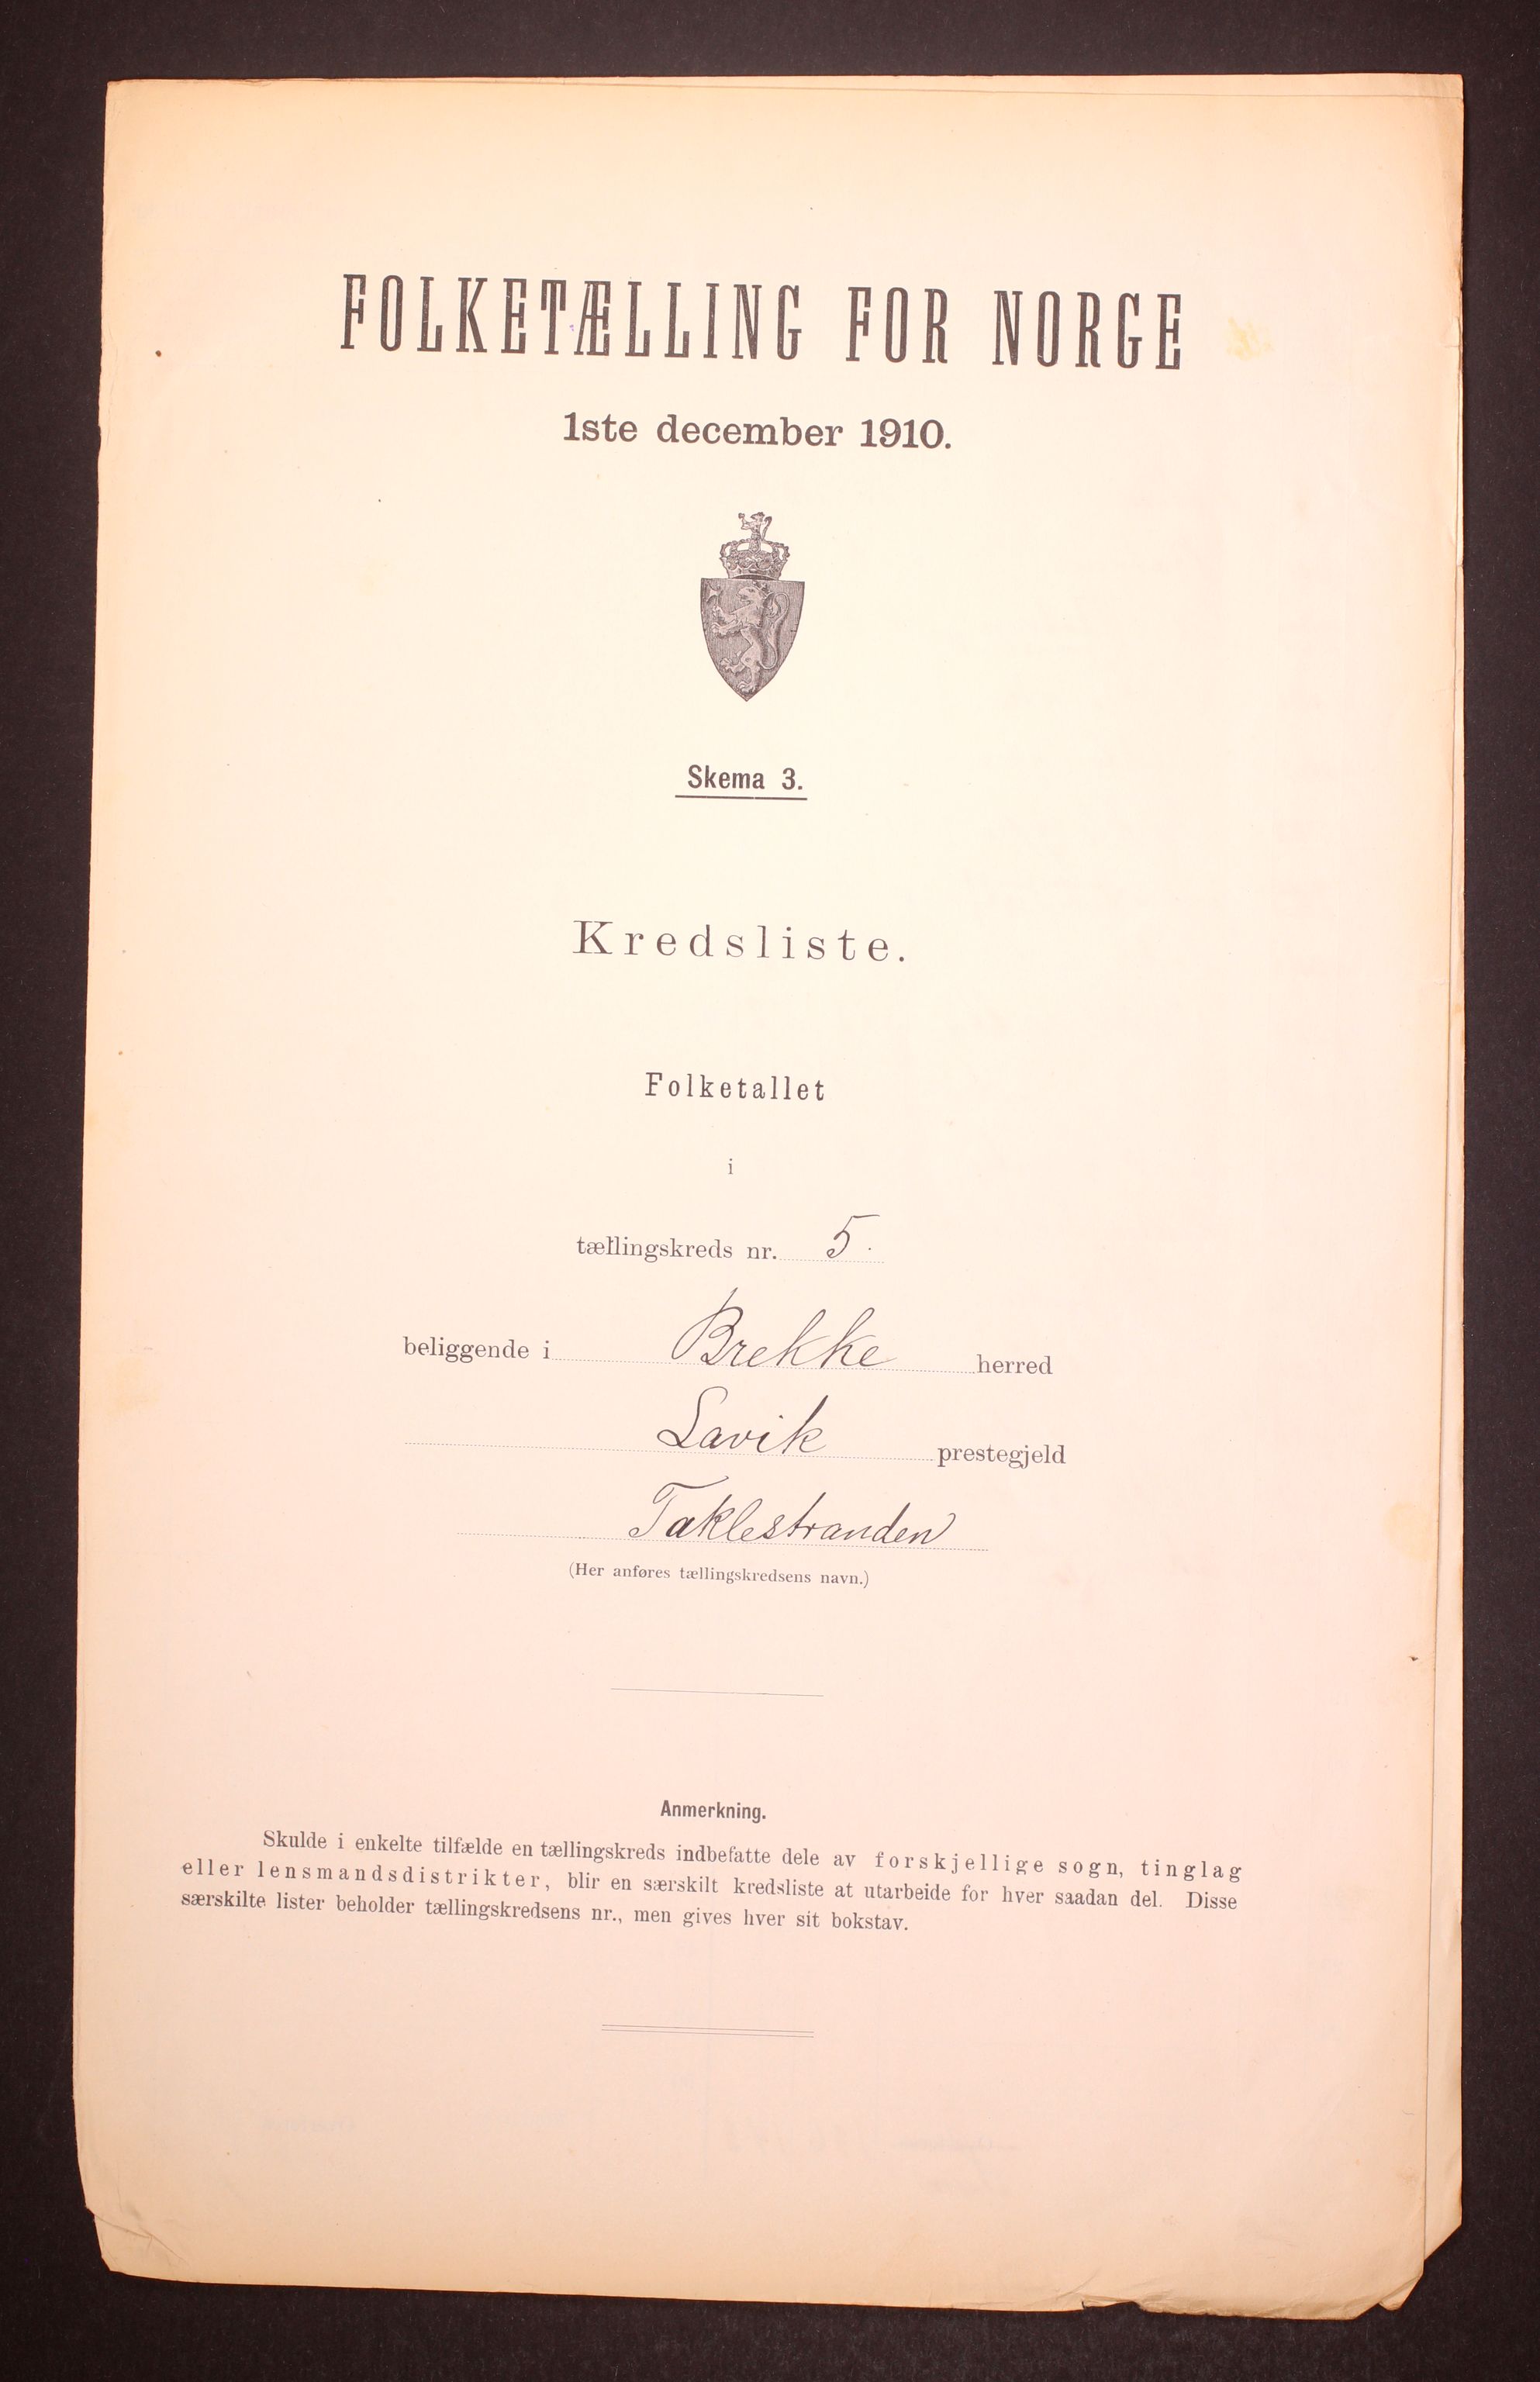 FOLKETÆLLING FOR NORGE
1ste december 1910.
Skema 3.
Kredsliste.
Folketallet
i
tællingskreds nr. 5.
beliggende i Brekke herred
Lavik prestegjeld
Taklestranden
(Her anføres tællingskredsens navn.)
Anmerkning.
Skulde i enkelte tilfælde en tællingskreds indbefatte dele av forskjellige sogn, tinglag
eller lensmandsdistrikter, blir en særskilt kredsliste at utarbeide for hver saadan del. Disse
særskilte lister beholder tællingskredsens nr., men gives hver sit bokstav.